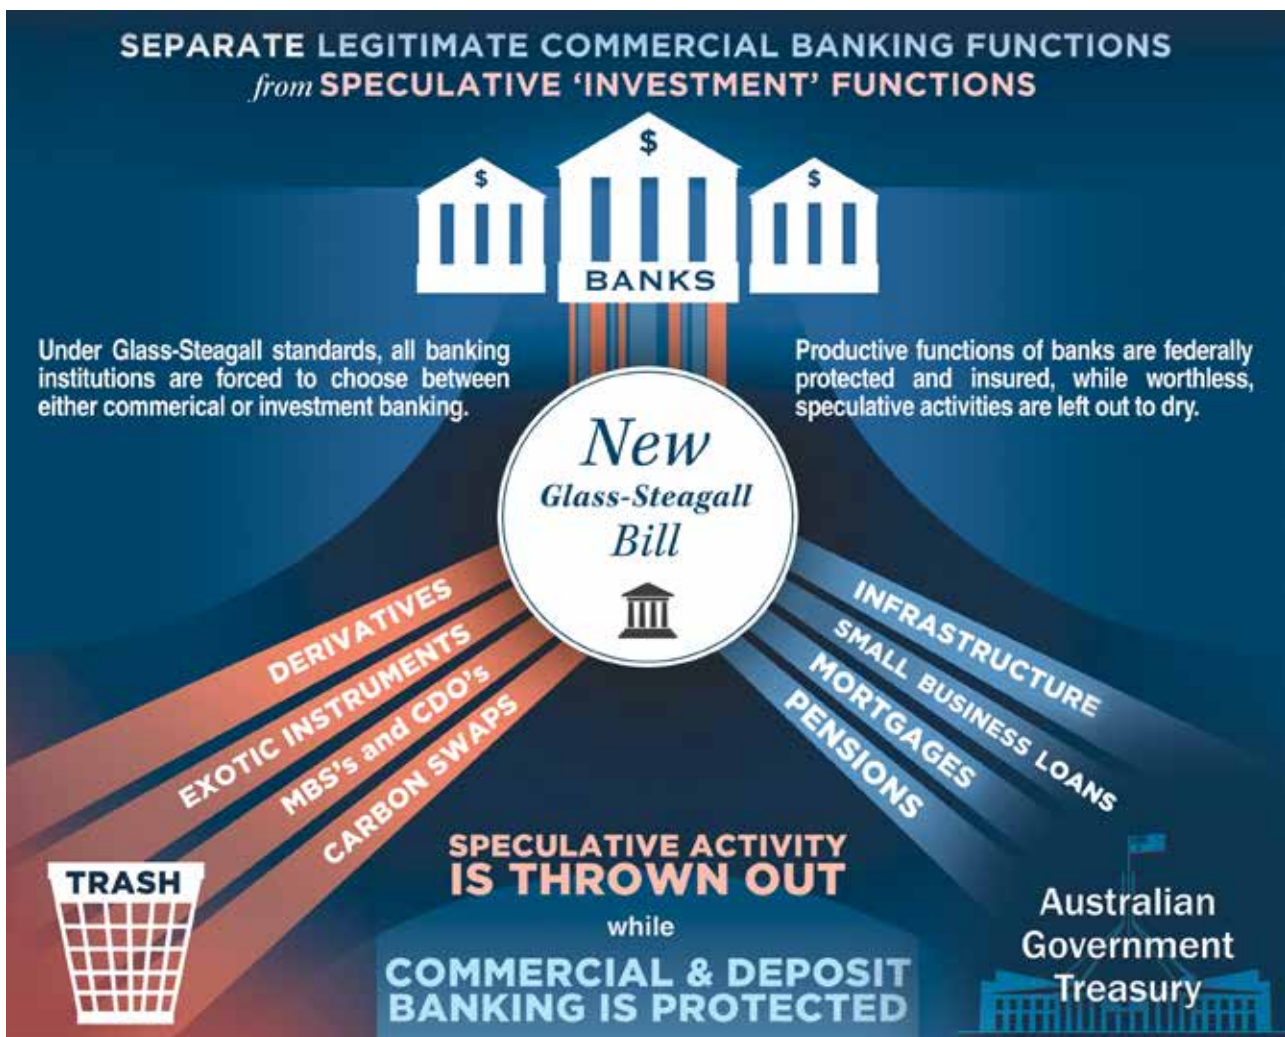 SEPARATE LEGITIMATE COMMERCIAL BANKING FUNCTIONS
from SPECULATIVE ‘INVESTMENT’ FUNCTIONS
$
$
$
BANKS
Under Glass-Steagall standards, all banking
institutions are forced to choose between
either commerical or investment banking.
Productive functions of banks are federally
protected and insured, while worthless,
speculative activities are left out to dry.
New
Glass-Steagall
Bill
DERIVATIVES
EXOTIC INSTRUMENTS
MBS's and CDO's
CARBON SWAPS
INFRASTRUCTURE
SMALL BUSINESS LOANS
MORTGAGES
PENSIONS
TRASH
SPECULATIVE ACTIVITY
IS THROWN OUT
while
COMMERCIAL & DEPOSIT
BANKING IS PROTECTED
Australian
Government
Treasury